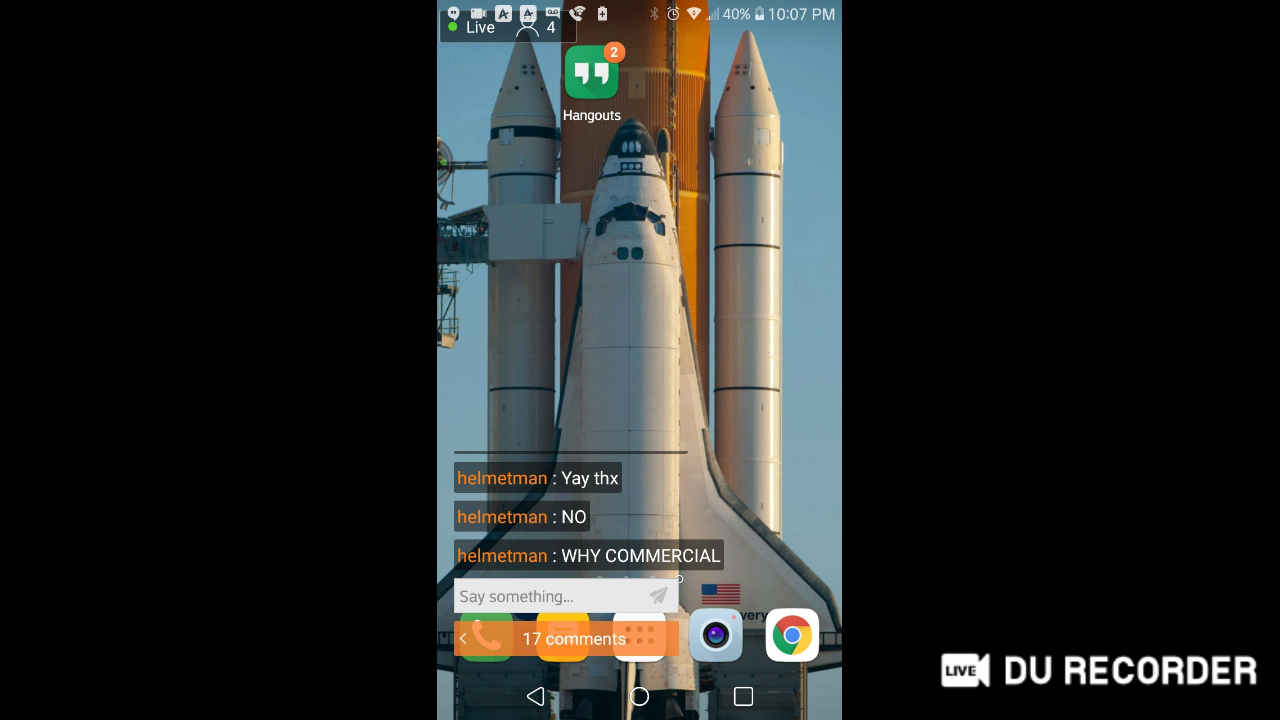 40% 10:07 PM
Live 4
2
Hangouts
helmetman : Yay thx
helmetman : NO
helmetman : WHY COMMERCIAL
Say something...
very
17 comments
LIVE DU RECORDER